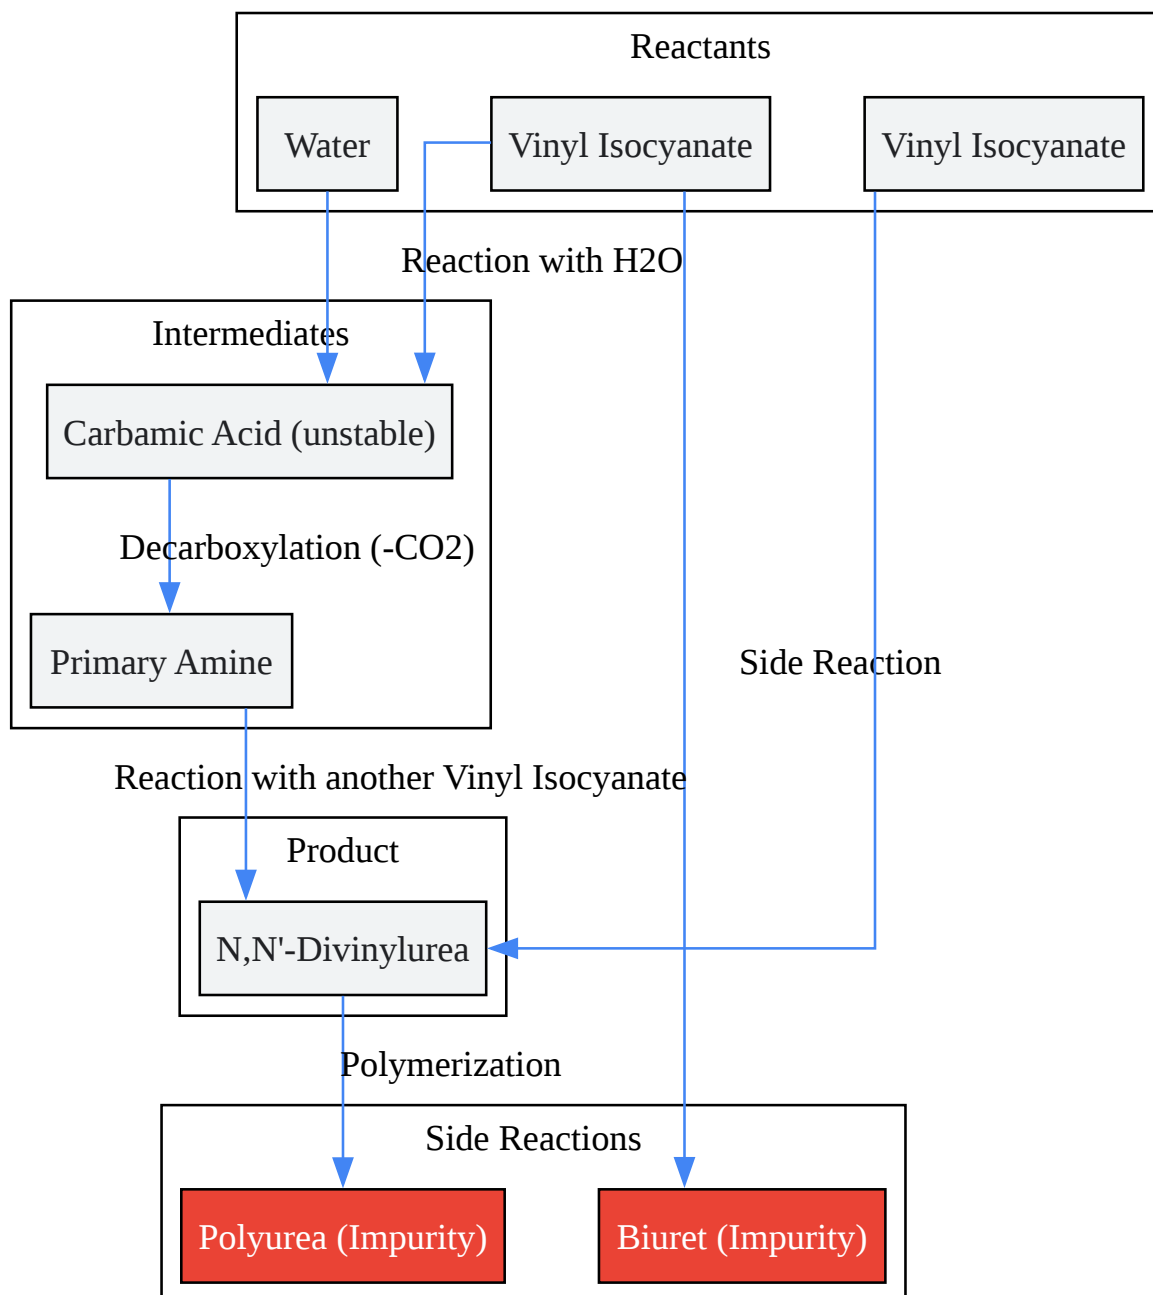 Reactants
Water
Vinyl Isocyanate
Vinyl Isocyanate
Reaction with H2O
Intermediates
Carbamic Acid (unstable)
Decarboxylation (-CO2)
Primary Amine
Side Reaction
Reaction with another Vinyl Isocyanate
Product
N,N'-Divinylurea
Polymerization
Side Reactions
Polyurea (Impurity)
Biuret (Impurity)